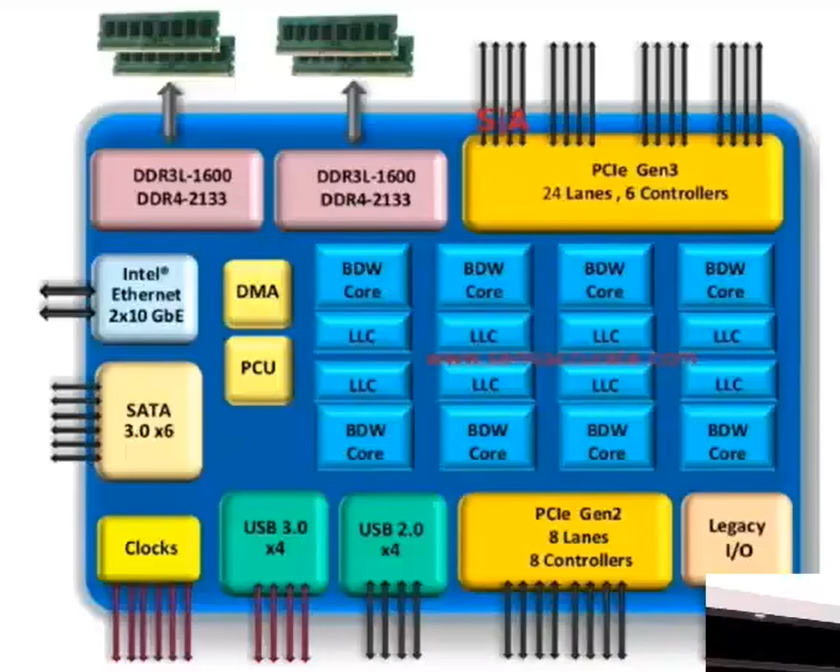 S|A
DDR3L-1600
DDR4-2133
DDR3L-1600
DDR4-2133
PCIe Gen3
24 Lanes , 6 Controllers
Intel®
Ethernet
2x10 GbE
DMA
PCU
SATA
3.0 x6
BDW
Core
BDW
Core
BDW
Core
BDW
Core
LLC
LLC
LLC
LLC
www.semiaccurate.com
LLC
LLC
LLC
LLC
BDW
Core
BDW
Core
BDW
Core
BDW
Core
Clocks
USB 3.0
x4
USB 2.0
x4
PCIe Gen2
8 Lanes
8 Controllers
Legacy
I/O